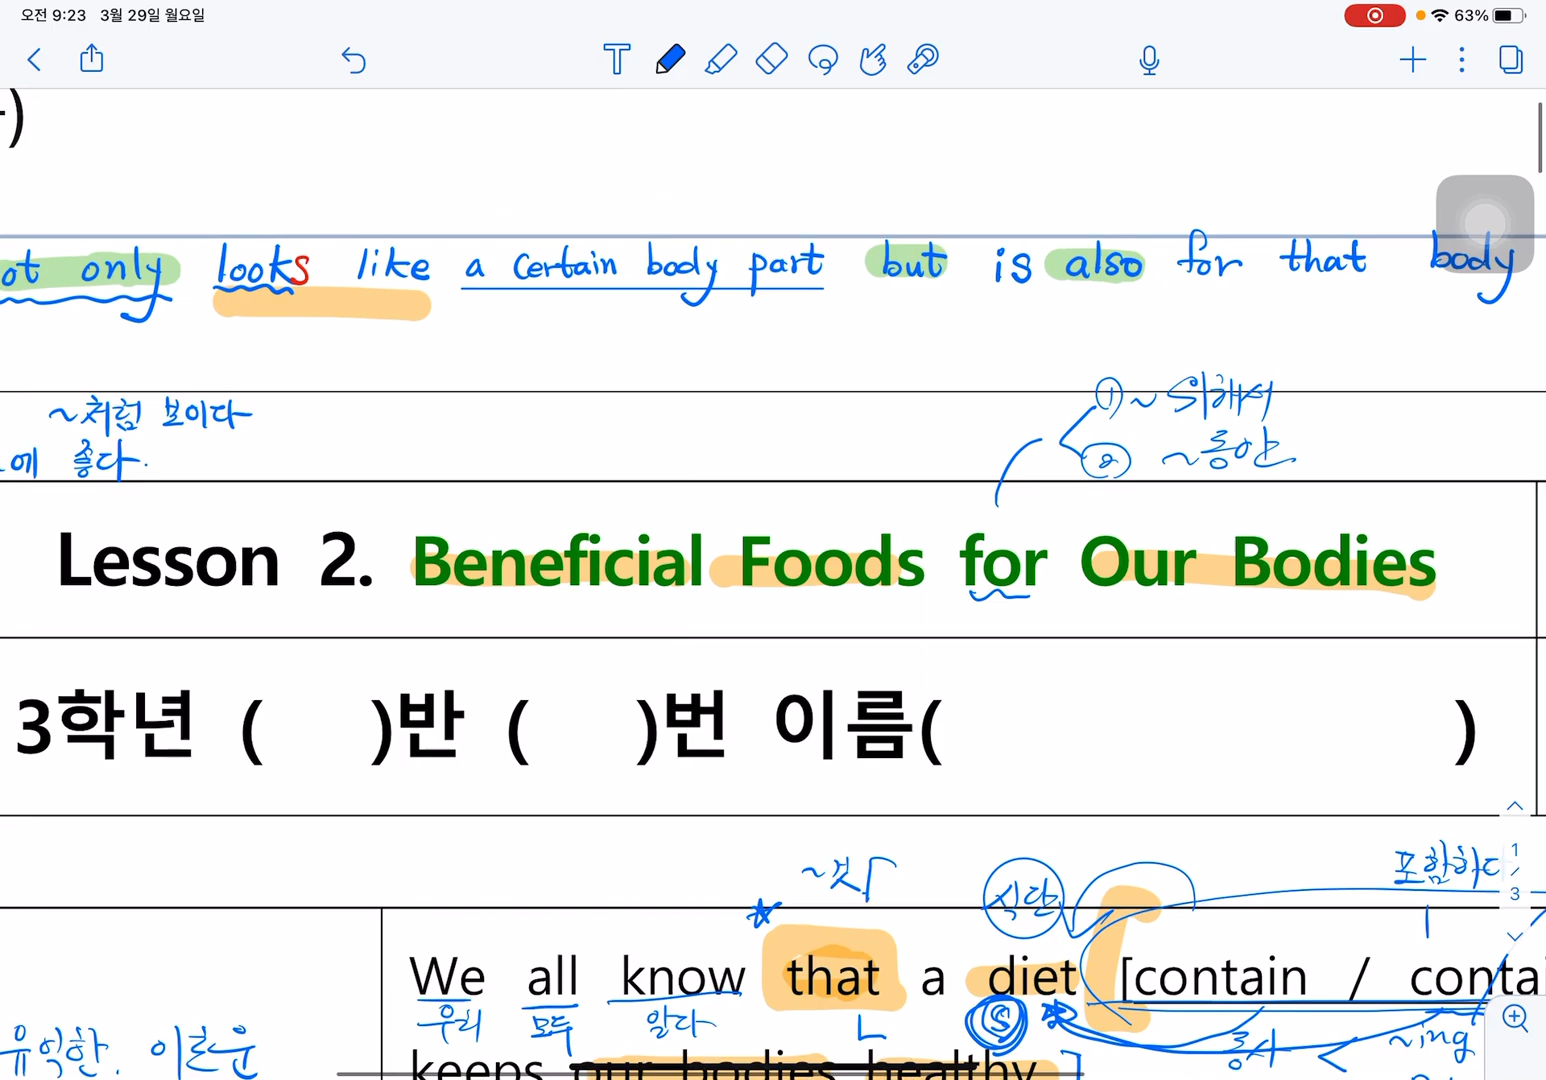 오전 9:23 3월 29일 월요일 63%
)
ot only looks like a certain body part but is also for that body
~처럼 보이다 ① ~ 위해서
에 좋다. ② ~동안
Lesson 2. Beneficial Foods for Our Bodies
3학년 ( )반 ( )번 이름( )
~것 식단 포함하다
1
3
We all know that a diet [contain / contai
우리 모두 알다 ㄴ S 동사 ~ing
keeps our bodies healthy ]
유익한. 이로운